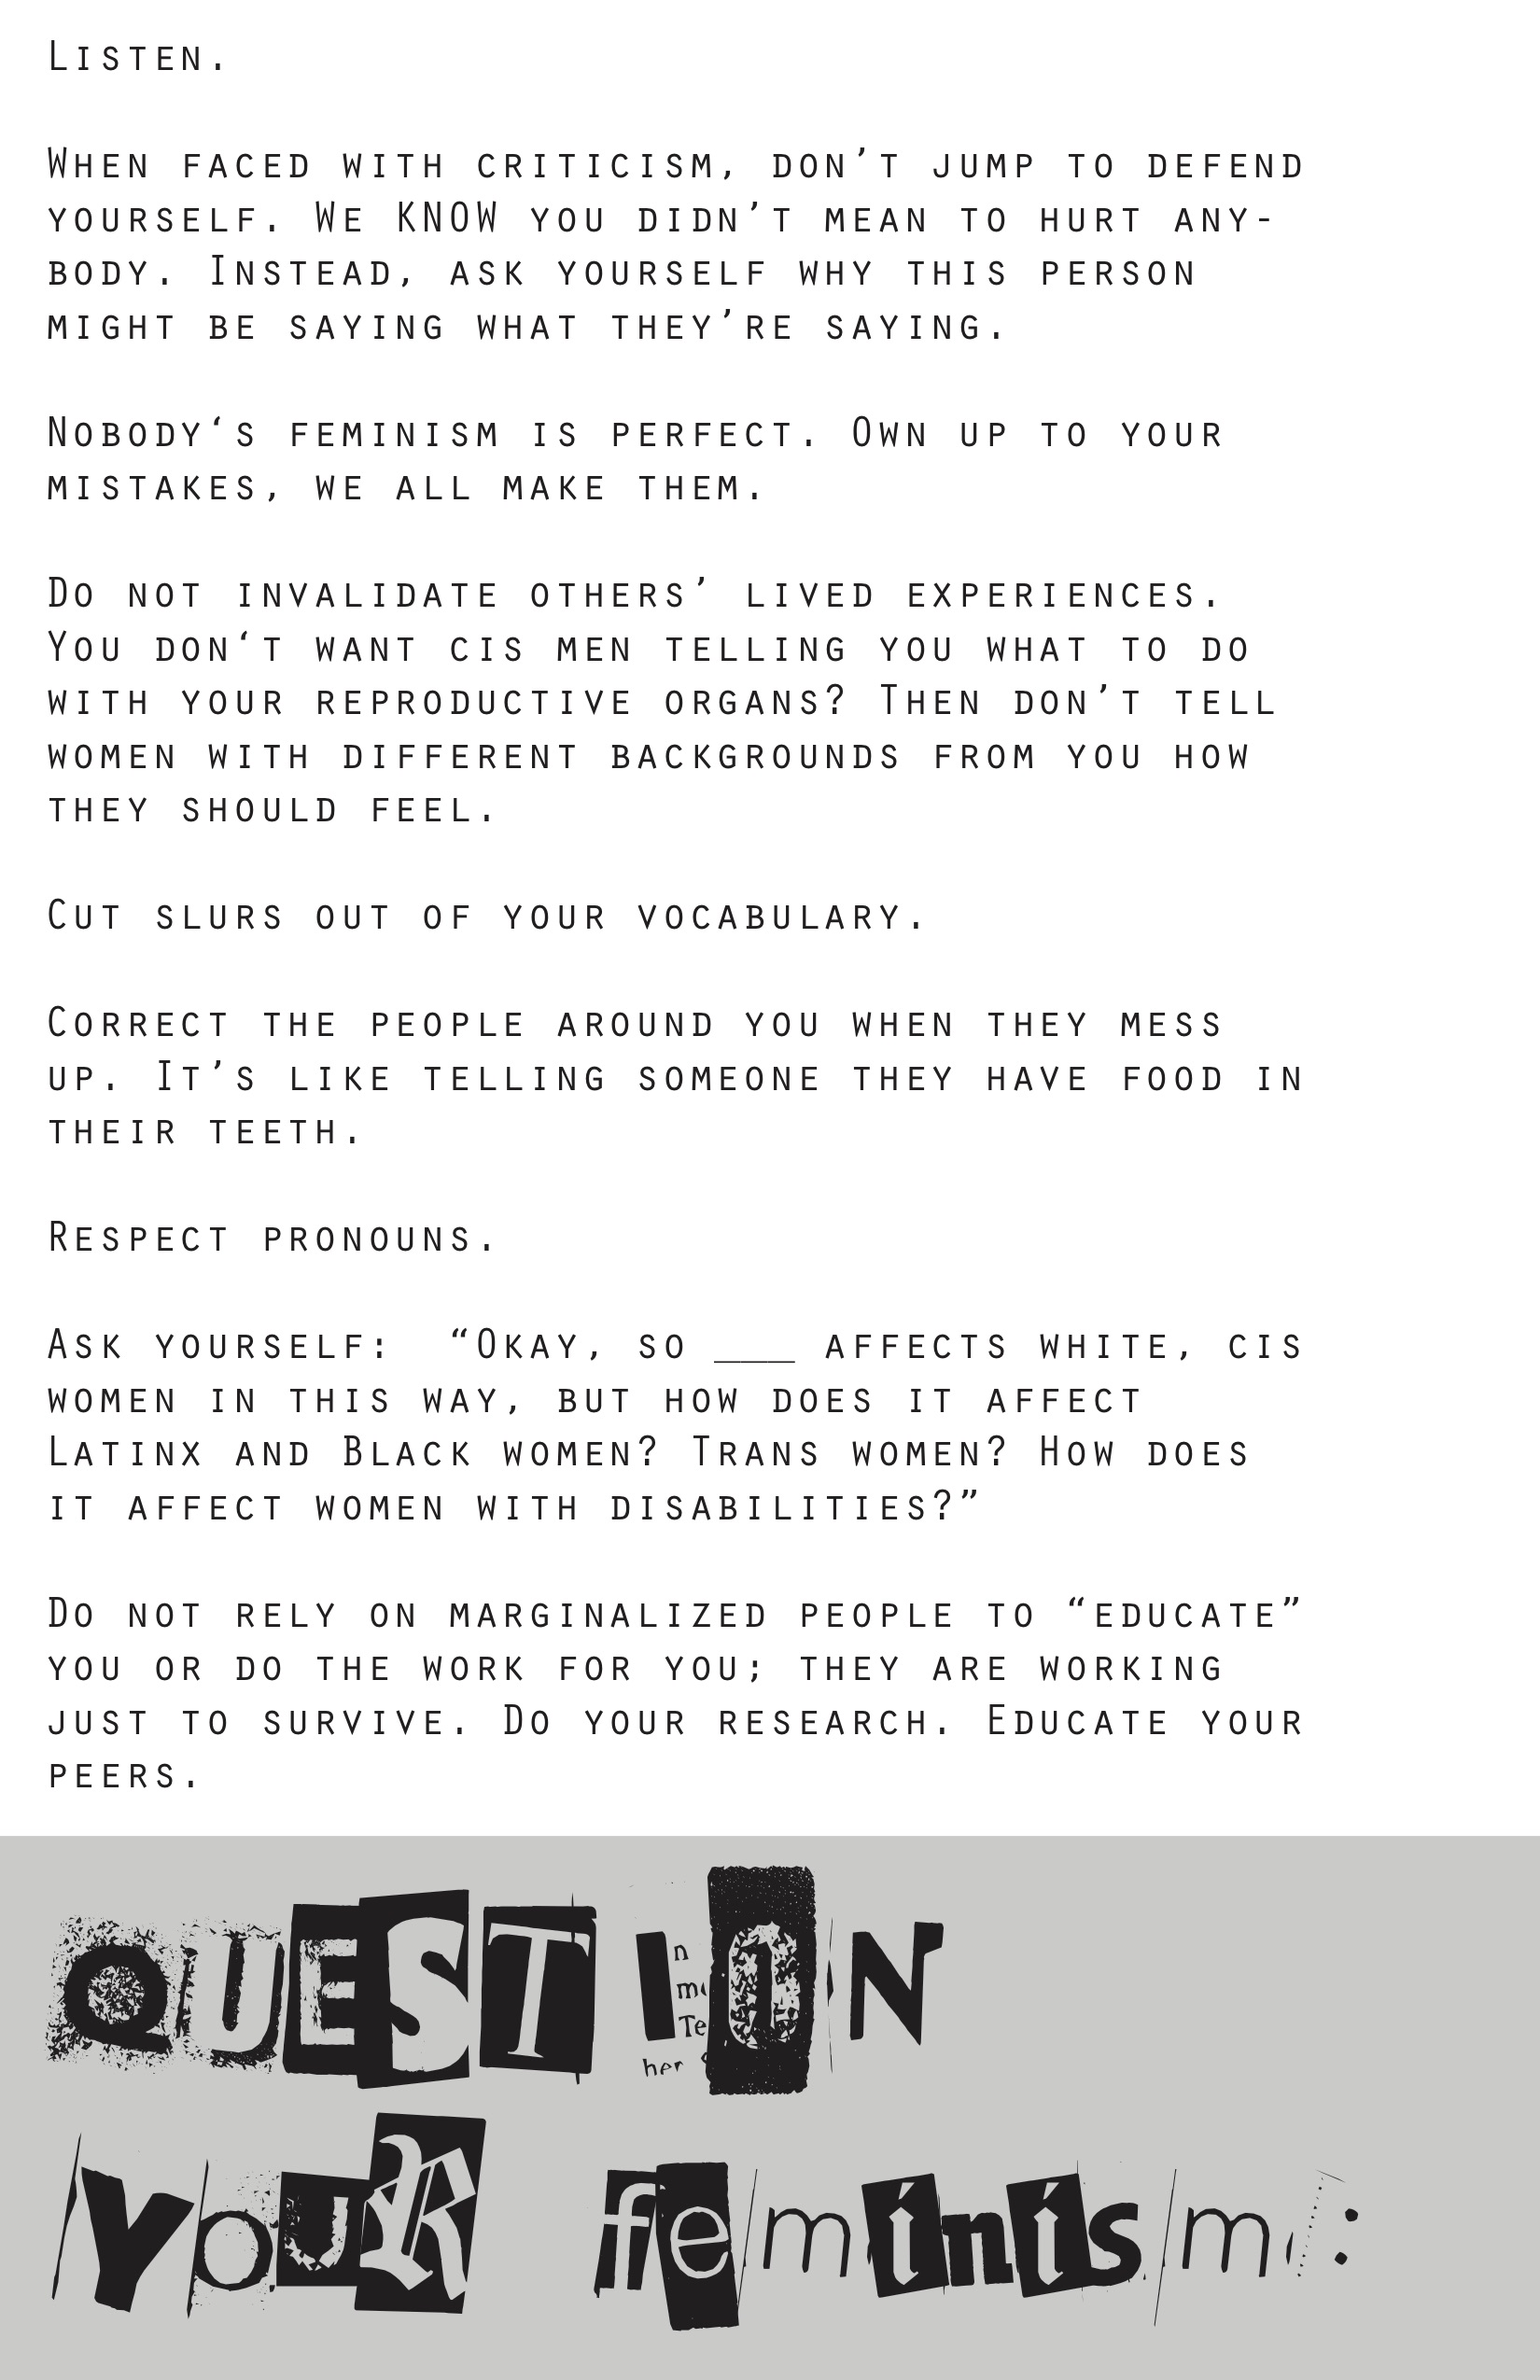 Listen.
When faced with criticism, don’t jump to defend
yourself. We KNOW you didn’t mean to hurt any-
body. Instead, ask yourself why this person
might be saying what they’re saying.
Nobody‘s feminism is perfect. Own up to your
mistakes, we all make them.
Do not invalidate others’ lived experiences.
You don‘t want cis men telling you what to do
with your reproductive organs? Then don’t tell
women with different backgrounds from you how
they should feel.
Cut slurs out of your vocabulary.
Correct the people around you when they mess
up. It’s like telling someone they have food in
their teeth.
Respect pronouns.
Ask yourself:  “Okay, so ___ affects white, cis
women in this way, but how does it affect
Latinx and Black women? Trans women? How does
it affect women with disabilities?”
Do not rely on marginalized people to “educate”
you or do the work for you; they are working
just to survive. Do your research. Educate your
peers.
QUESTION
YouR feminism: